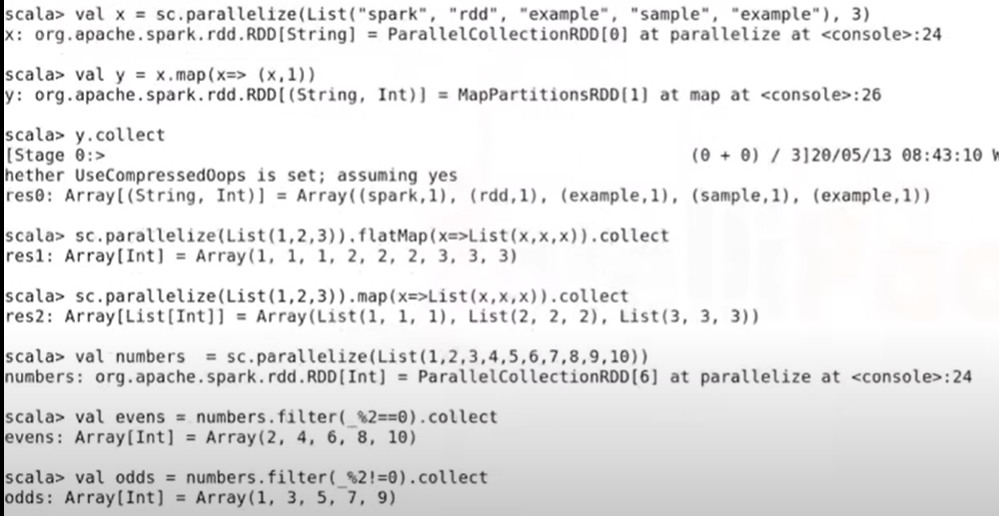 scala> val x = sc.parallelize(List("spark", "rdd", "example", "sample", "example"), 3)
x: org.apache.spark.rdd.RDD[String] = ParallelCollectionRDD[0] at parallelize at <console>:24
scala> val y = x.map(x=> (x,1))
y: org.apache.spark.rdd.RDD[(String, Int)] = MapPartitionsRDD[1] at map at <console>:26
scala> y.collect
[Stage 0:> (0 + 0) / 3]20/05/13 08:43:10 W
hether UseCompressedOops is set; assuming yes
res0: Array[(String, Int)] = Array((spark,1), (rdd,1), (example,1), (sample,1), (example,1))
scala> sc.parallelize(List(1,2,3)).flatMap(x=>List(x,x,x)).collect
res1: Array[Int] = Array(1, 1, 1, 2, 2, 2, 3, 3, 3)
scala> sc.parallelize(List(1,2,3)).map(x=>List(x,x,x)).collect
res2: Array[List[Int]] = Array(List(1, 1, 1), List(2, 2, 2), List(3, 3, 3))
scala> val numbers  = sc.parallelize(List(1,2,3,4,5,6,7,8,9,10))
numbers: org.apache.spark.rdd.RDD[Int] = ParallelCollectionRDD[6] at parallelize at <console>:24
scala> val evens = numbers.filter(_%2==0).collect
evens: Array[Int] = Array(2, 4, 6, 8, 10)
scala> val odds = numbers.filter(_%2!=0).collect
odds: Array[Int] = Array(1, 3, 5, 7, 9)